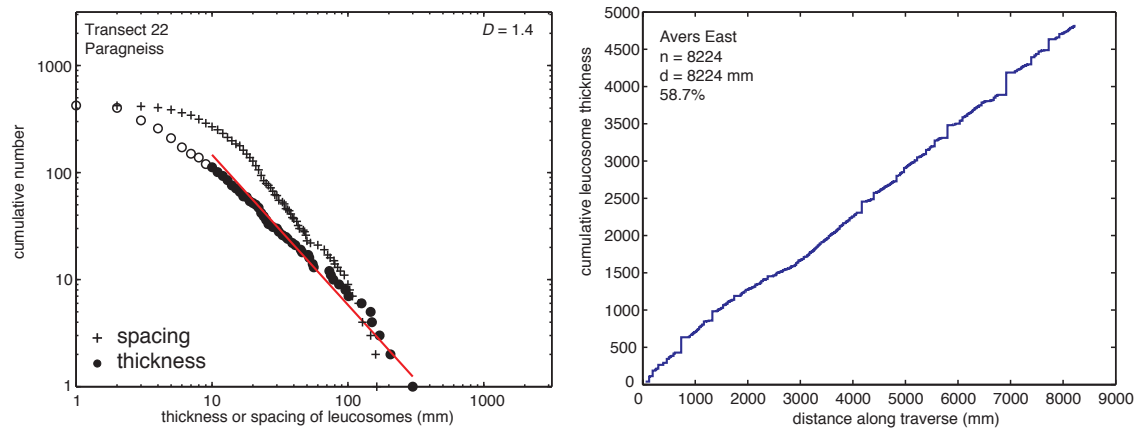 Transect 22
Paragneiss
D = 1.4
1000
100
10
1
cumulative number
+ spacing
● thickness
1 10 100 1000
thickness or spacing of leucosomes (mm)
Avers East
n = 8224
d = 8224 mm
58.7%
5000
4500
4000
3500
3000
2500
2000
1500
1000
500
0
cumulative leucosome thickness
0 1000 2000 3000 4000 5000 6000 7000 8000 9000
distance along traverse (mm)